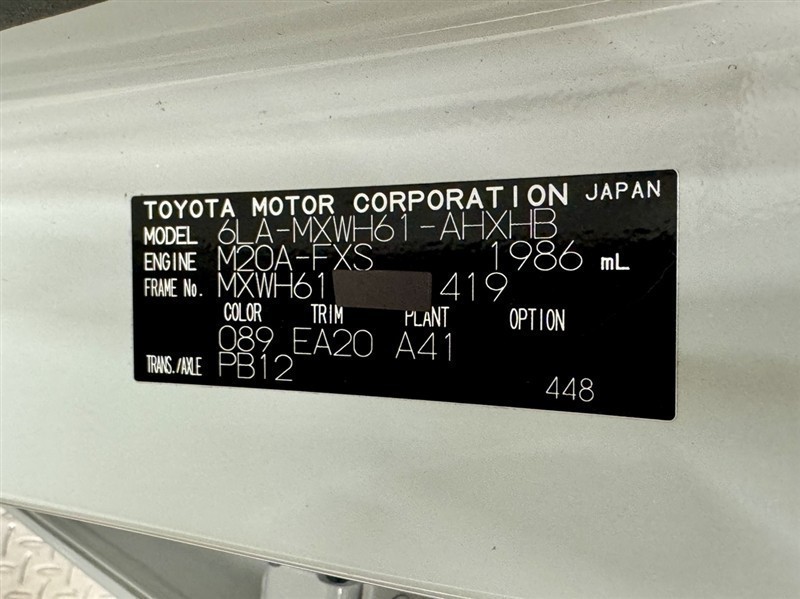 TOYOTA MOTOR CORPORATION JAPAN
MODEL 6LA-MXWH61-AHXHB
ENGINE M20A-FXS 1986 mL
FRAME No. MXWH61 419
COLOR TRIM PLANT OPTION
089 EA20 A41
TRANS./AXLE PB12
448